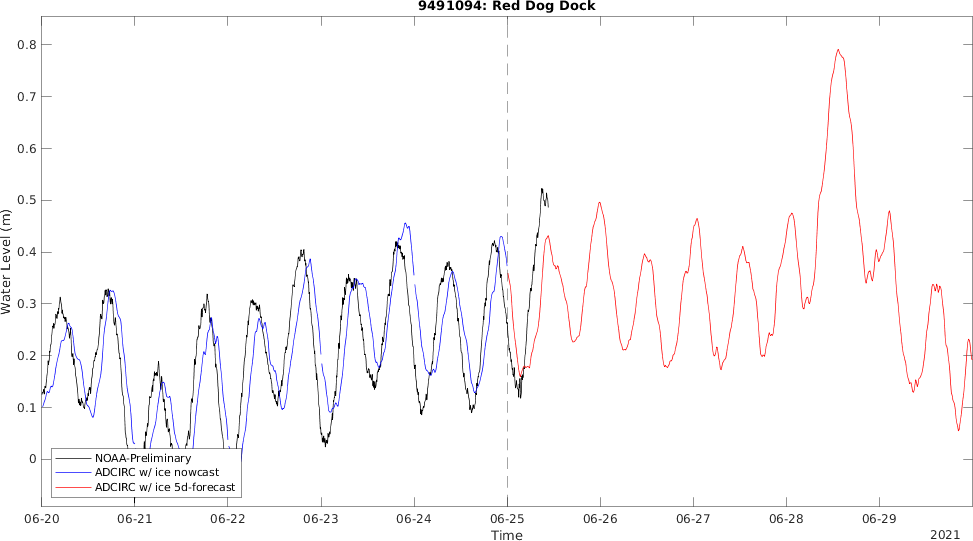 9491094: Red Dog Dock
0.8
0.7
0.6
0.5
0.4
0.3
0.2
0.1
0
Water Level (m)
NOAA-Preliminary
ADCIRC w/ ice nowcast
ADCIRC w/ ice 5d-forecast
06-20 06-21 06-22 06-23 06-24 06-25 06-26 06-27 06-28 06-29
Time
2021